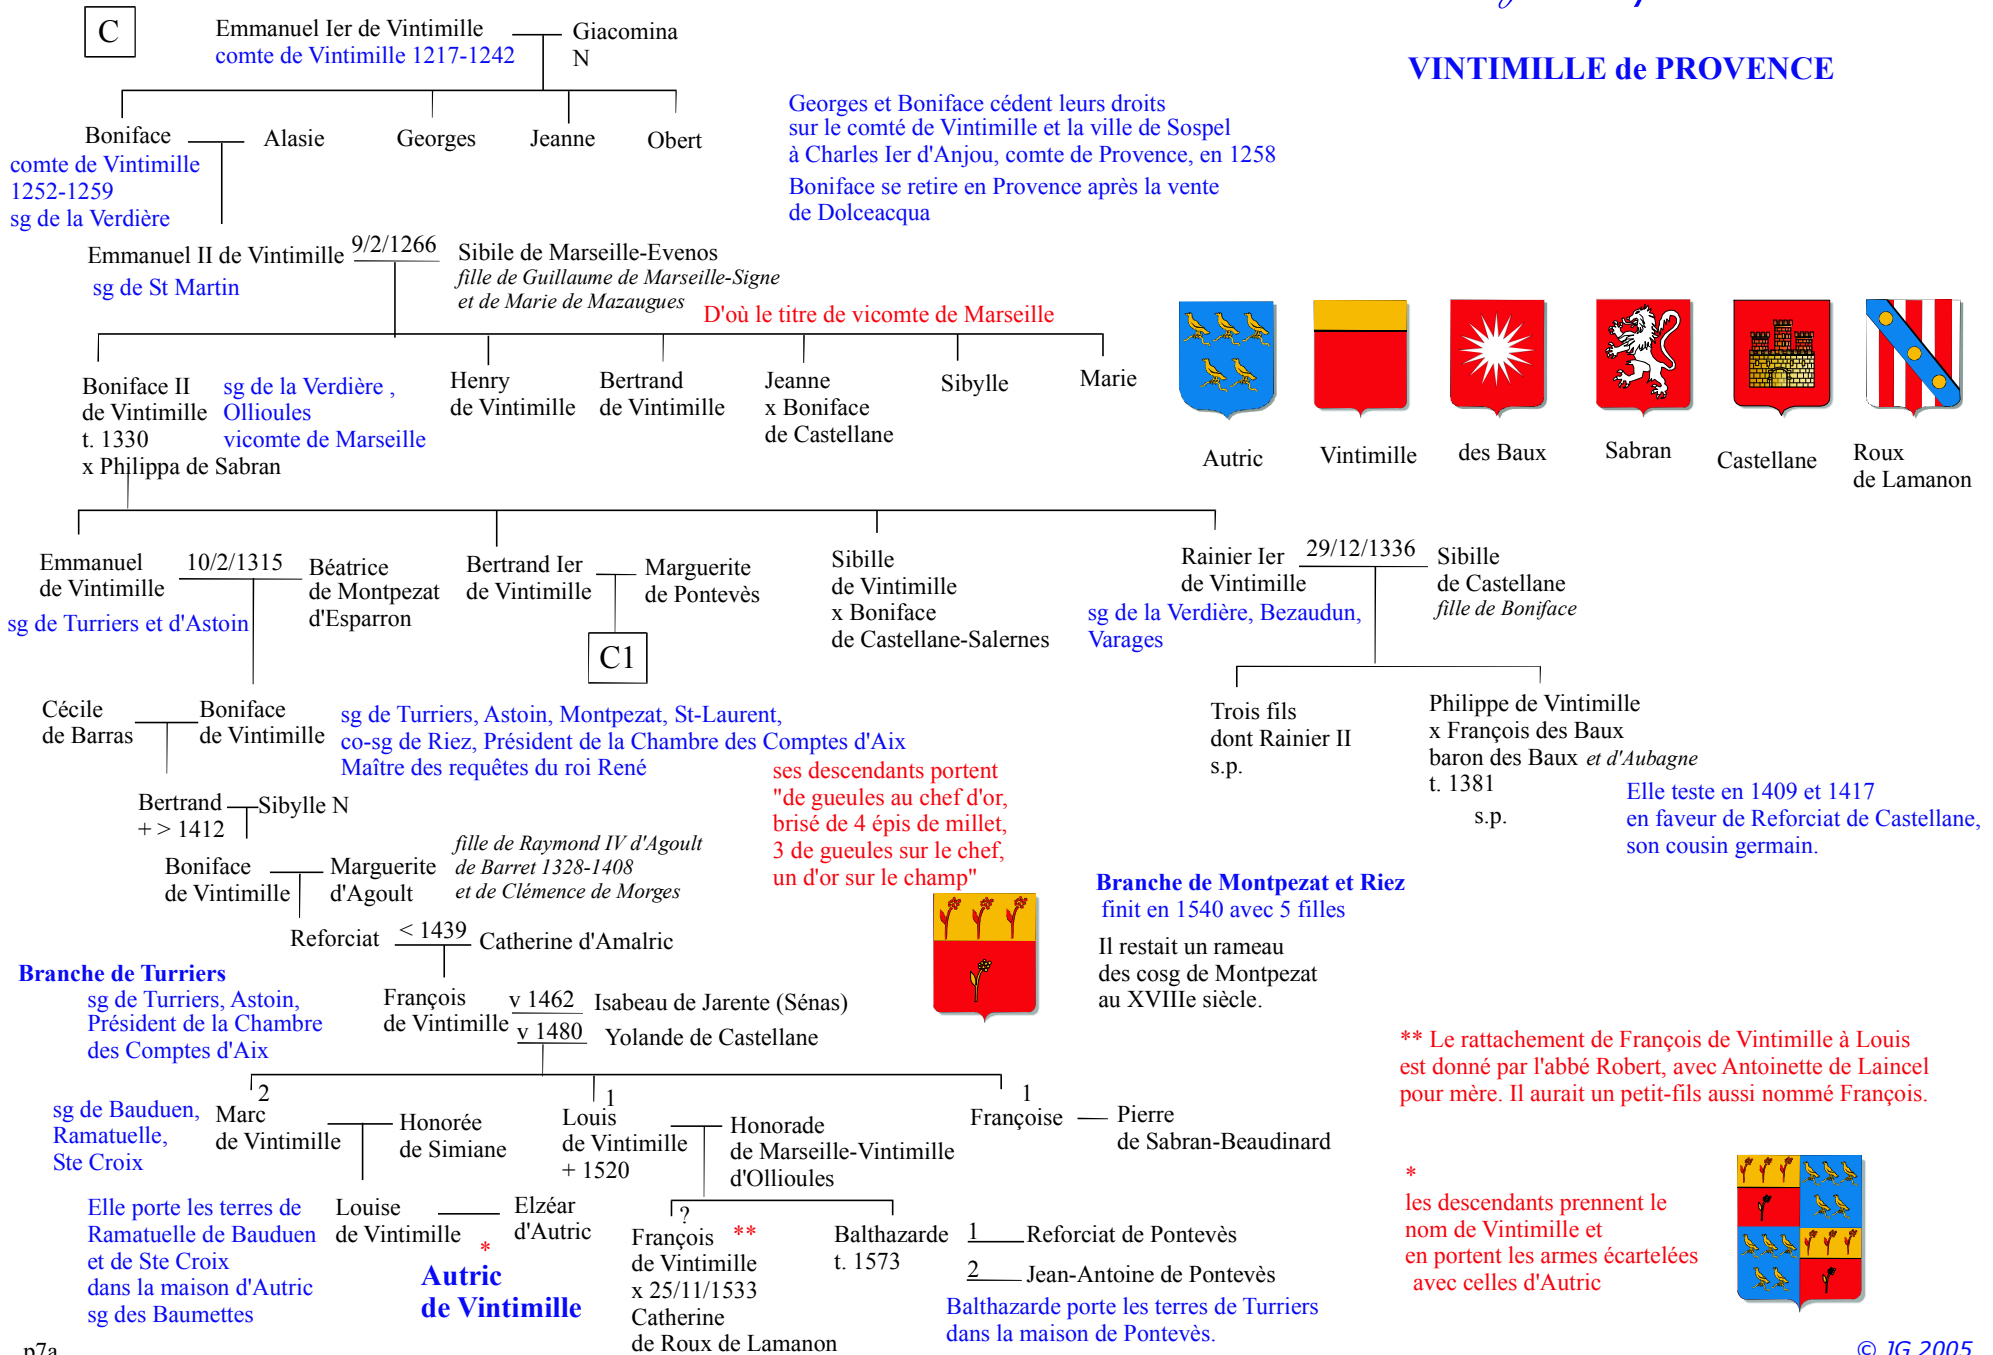 C
Emmanuel Ier de Vintimille
comte de Vintimille 1217-1242
Giacomina
N
VINTIMILLE de PROVENCE
Boniface
comte de Vintimille
1252-1259
sg de la Verdière
Alasie
Georges
Jeanne
Obert
Georges et Boniface cédent leurs droits
sur le comté de Vintimille et la ville de Sospel
à Charles Ier d'Anjou, comte de Provence, en 1258
Boniface se retire en Provence après la vente
de Dolceacqua
Emmanuel II de Vintimille
sg de St Martin
9/2/1266
Sibile de Marseille-Evenos
fille de Guillaume de Marseille-Signe
et de Marie de Mazaugues
D'où le titre de vicomte de Marseille
Boniface II
de Vintimille
t. 1330
x Philippa de Sabran
sg de la Verdière ,
Ollioules
vicomte de Marseille
Henry
de Vintimille
Bertrand
de Vintimille
Jeanne
x Boniface
de Castellane
Sibylle
Marie
Autric
Vintimille
des Baux
Sabran
Castellane
Roux
de Lamanon
Emmanuel
de Vintimille
sg de Turriers et d'Astoin
10/2/1315
Béatrice
de Montpezat
d'Esparron
Bertrand Ier
de Vintimille
Marguerite
de Pontevès
C1
Sibille
de Vintimille
x Boniface
de Castellane-Salernes
Rainier Ier
de Vintimille
sg de la Verdière, Bezaudun,
Varages
29/12/1336
Sibille
de Castellane
fille de Boniface
Cécile
de Barras
Boniface
de Vintimille
sg de Turriers, Astoin, Montpezat, St-Laurent,
co-sg de Riez, Président de la Chambre des Comptes d'Aix
Maître des requêtes du roi René
Trois fils
dont Rainier II
s.p.
Philippe de Vintimille
x François des Baux
baron des Baux et d'Aubagne
t. 1381
s.p.
Elle teste en 1409 et 1417
en faveur de Reforciat de Castellane,
son cousin germain.
ses descendants portent
"de gueules au chef d'or,
brisé de 4 épis de millet,
3 de gueules sur le chef,
un d'or sur le champ"
Bertrand
+ > 1412
Sibylle N
Boniface
de Vintimille
Marguerite
d'Agoult
fille de Raymond IV d'Agoult
de Barret 1328-1408
et de Clémence de Morges
Branche de Montpezat et Riez
finit en 1540 avec 5 filles
Il restait un rameau
des cosg de Montpezat
au XVIIIe siècle.
Reforciat
< 1439
Catherine d'Amalric
Branche de Turriers
sg de Turriers, Astoin,
Président de la Chambre
des Comptes d'Aix
François
de Vintimille
v 1462
Isabeau de Jarente (Sénas)
v 1480
Yolande de Castellane
** Le rattachement de François de Vintimille à Louis
est donné par l'abbé Robert, avec Antoinette de Laincel
pour mère. Il aurait un petit-fils aussi nommé François.
sg de Bauduen,
Ramatuelle,
Ste Croix
2
Marc
de Vintimille
Honorée
de Simiane
1
Louis
de Vintimille
+ 1520
Honorade
de Marseille-Vintimille
d'Ollioules
1
Françoise
Pierre
de Sabran-Beaudinard
Elle porte les terres de
Ramatuelle de Bauduen
et de Ste Croix
dans la maison d'Autric
sg des Baumettes
Louise
de Vintimille
*
Elzéar
d'Autric
Autric
de Vintimille
?
François **
de Vintimille
x 25/11/1533
Catherine
de Roux de Lamanon
Balthazarde
t. 1573
1
Reforciat de Pontevès
2
Jean-Antoine de Pontevès
Balthazarde porte les terres de Turriers
dans la maison de Pontevès.
*
les descendants prennent le
nom de Vintimille et
en portent les armes écartelées
avec celles d'Autric
p7a
© JG 2005